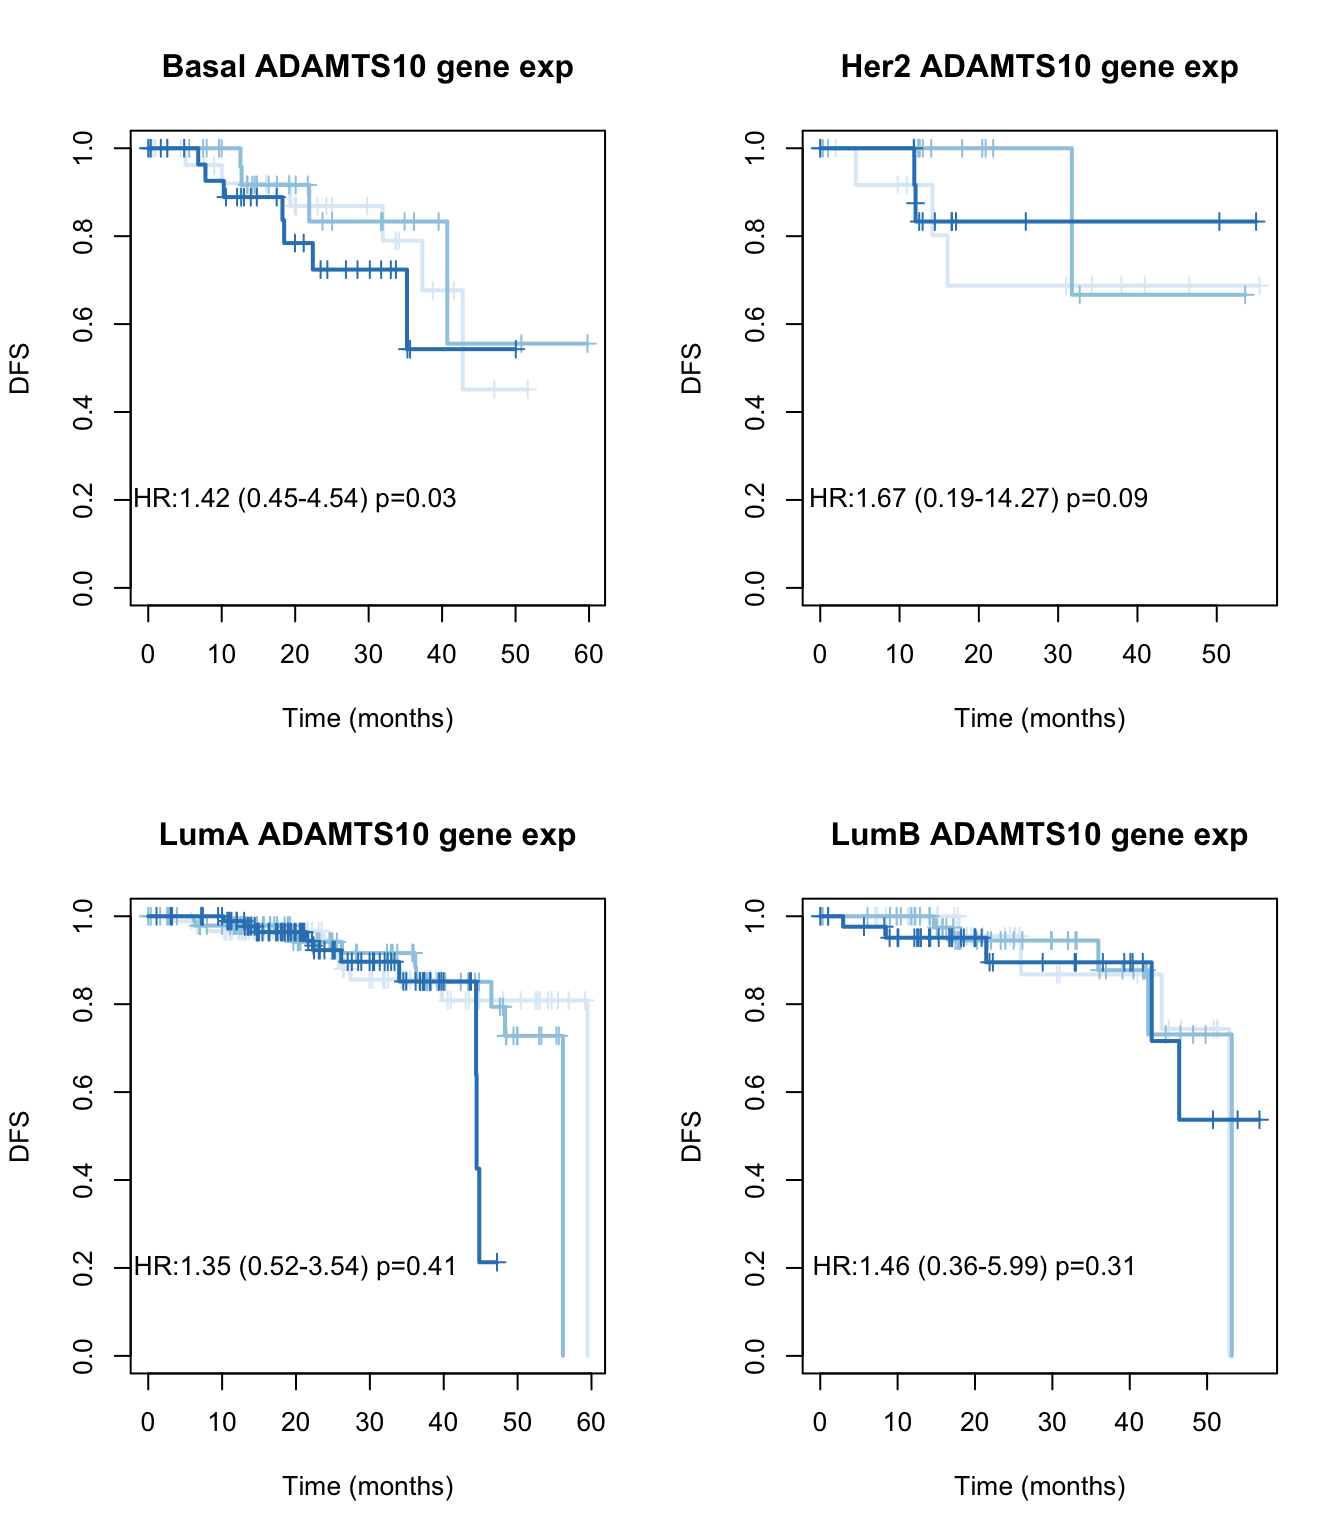 Basal ADAMTS10 gene exp
DFS
1.0
0.8
0.6
0.4
0.2
0.0
HR:1.42 (0.45-4.54) p=0.03
0 10 20 30 40 50 60
Time (months)
Her2 ADAMTS10 gene exp
DFS
1.0
0.8
0.6
0.4
0.2
0.0
HR:1.67 (0.19-14.27) p=0.09
0 10 20 30 40 50
Time (months)
LumA ADAMTS10 gene exp
DFS
1.0
0.8
0.6
0.4
0.2
0.0
HR:1.35 (0.52-3.54) p=0.41
0 10 20 30 40 50 60
Time (months)
LumB ADAMTS10 gene exp
DFS
1.0
0.8
0.6
0.4
0.2
0.0
HR:1.46 (0.36-5.99) p=0.31
0 10 20 30 40 50
Time (months)